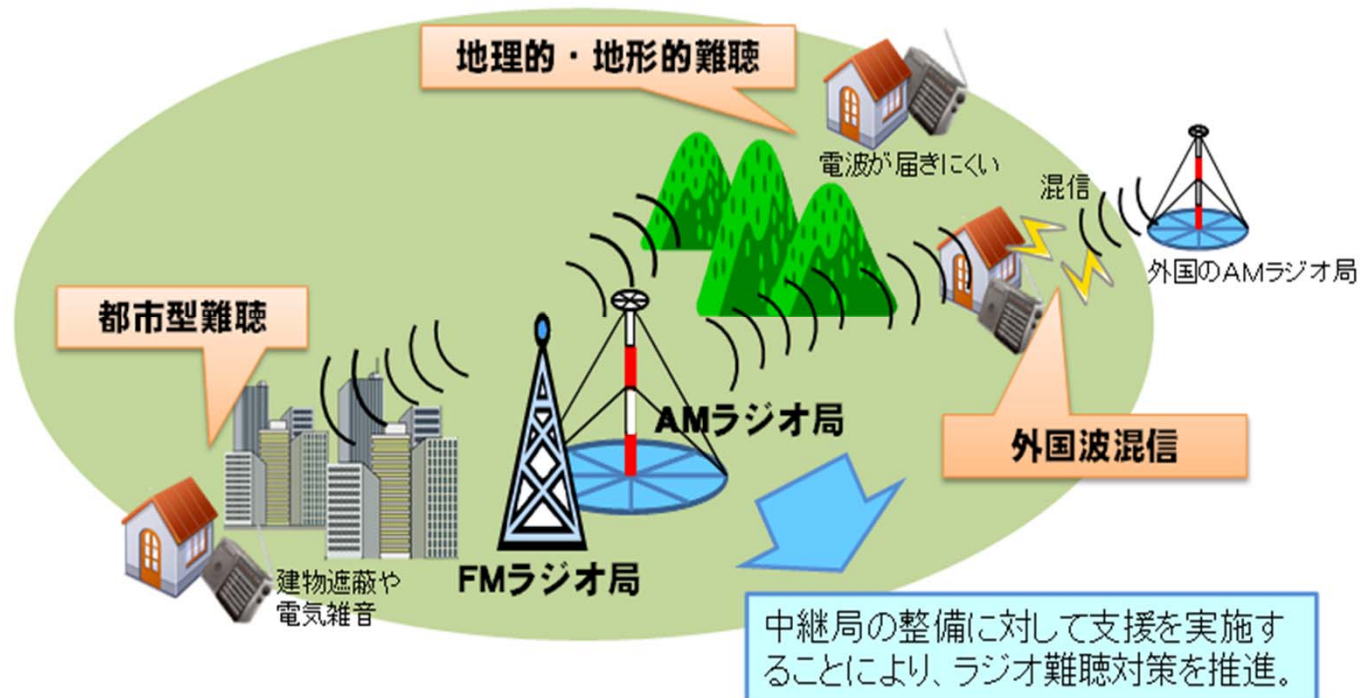 地理的・地形的難聴
電波が届きにくい
混信
外国のAMラジオ局
都市型難聴
AMラジオ局
外国波混信
FMラジオ局
建物遮蔽や
電気雑音
中継局の整備に対して支援を実施す
ることにより、ラジオ難聴対策を推進。